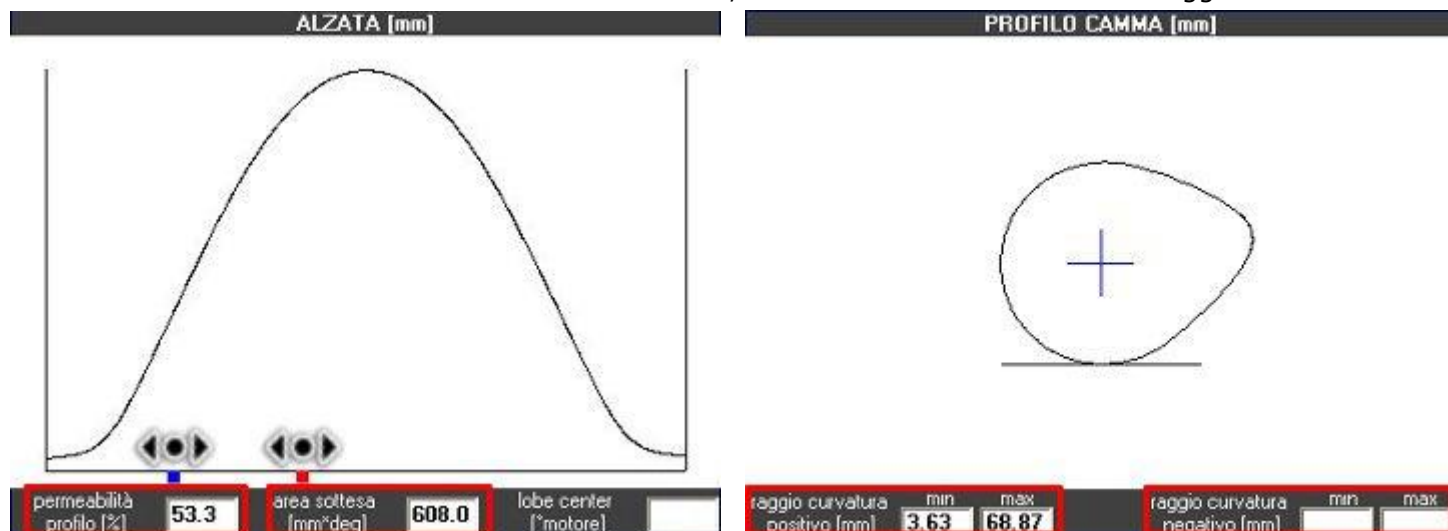 ALZATA [mm]
PROFILO CAMMA [mm]
permeabilità
profilo [%]
53.3
area sottesa
[mm*deg]
608.0
lobe center
[°motore]
raggio curvatura
positivo [mm]
min
max
3.63
68.87
raggio curvatura
negativo [mm]
min
max